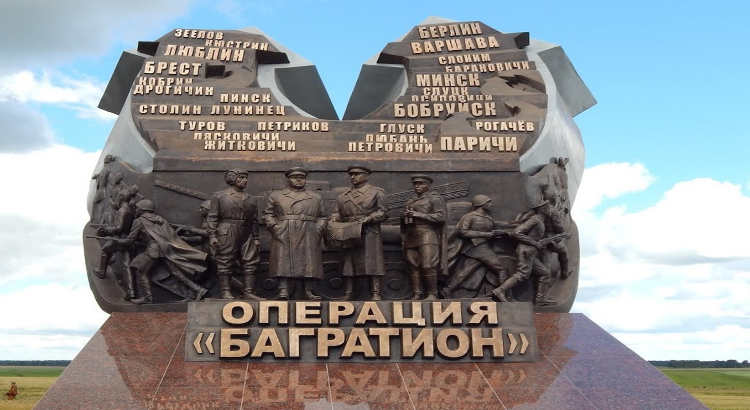 ЗЕЕЛОВ
КЮСТРИН
ЛЮБЛИН
БРЕСТ
КОБРИН
ДРОГИЧИН
ПИНСК
СТОЛИН ЛУНИНЕЦ
ТУРОВ ПЕТРИКОВ
ЛЯСКОВИЧИ
ЖИТКОВИЧИ
БЕРЛИН
ВАРШАВА
СЛОНИМ
БАРАНОВИЧИ
МИНСК
СЛУЦК
ОСИПОВИЧИ
БОБРУЙСК
ГЛУСК РОГАЧЁВ
ЛЮБАНЬ
ПЕТРОВИЧИ ПАРИЧИ
ОПЕРАЦИЯ
«БАГРАТИОН»